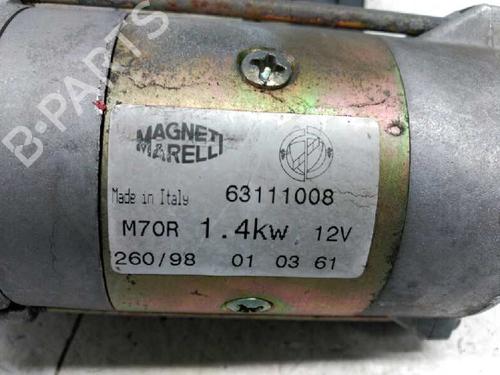 B-PARTS
MAGNETI
MARELLI
Made in Italy 63111008
M70R 1.4kw 12V
260/98 01 03 61